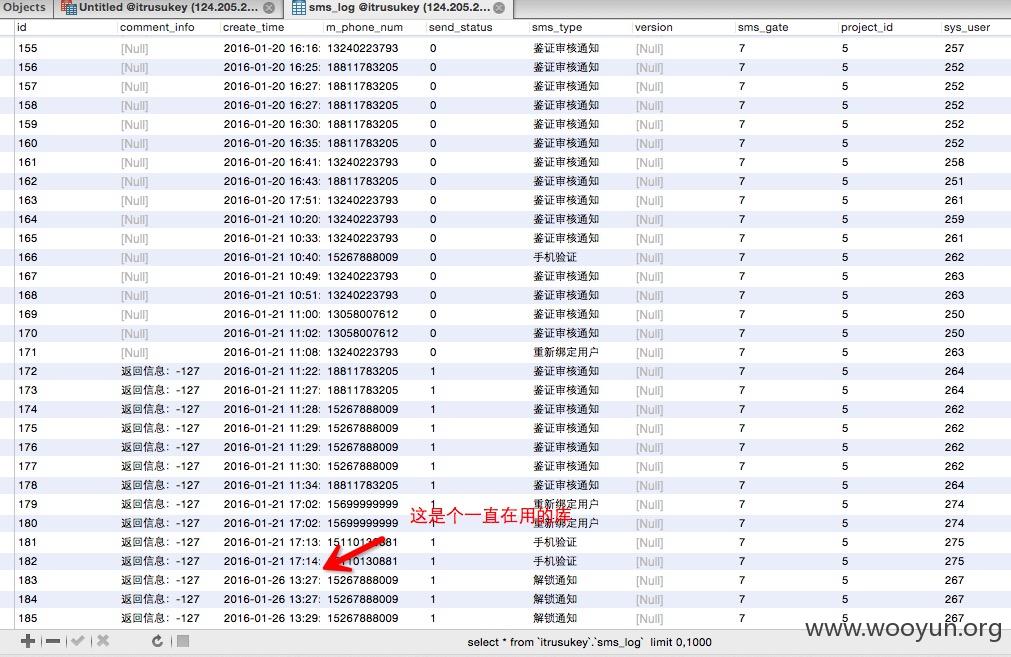 Objects Untitled @itrusukey (124.205.2... sms_log @itrusukey (124.205.2...
id comment_info create_time m_phone_num send_status sms_type version sms_gate project_id sys_user
155 [Null] 2016-01-20 16:16: 13240223793 0 鉴证审核通知 [Null] 7 5 257
156 [Null] 2016-01-20 16:25: 18811783205 0 鉴证审核通知 [Null] 7 5 252
157 [Null] 2016-01-20 16:27: 18811783205 0 鉴证审核通知 [Null] 7 5 252
158 [Null] 2016-01-20 16:27: 18811783205 0 鉴证审核通知 [Null] 7 5 252
159 [Null] 2016-01-20 16:30: 18811783205 0 鉴证审核通知 [Null] 7 5 252
160 [Null] 2016-01-20 16:35: 18811783205 0 鉴证审核通知 [Null] 7 5 252
161 [Null] 2016-01-20 16:41: 13240223793 0 鉴证审核通知 [Null] 7 5 258
162 [Null] 2016-01-20 16:43: 18811783205 0 鉴证审核通知 [Null] 7 5 251
163 [Null] 2016-01-20 17:51: 13240223793 0 鉴证审核通知 [Null] 7 5 261
164 [Null] 2016-01-21 10:20: 13240223793 0 鉴证审核通知 [Null] 7 5 259
165 [Null] 2016-01-21 10:33: 13240223793 0 鉴证审核通知 [Null] 7 5 261
166 [Null] 2016-01-21 10:40: 15267888009 0 手机验证 [Null] 7 5 262
167 [Null] 2016-01-21 10:49: 13240223793 0 鉴证审核通知 [Null] 7 5 263
168 [Null] 2016-01-21 10:51: 13240223793 0 鉴证审核通知 [Null] 7 5 263
169 [Null] 2016-01-21 11:00: 13058007612 0 鉴证审核通知 [Null] 7 5 250
170 [Null] 2016-01-21 11:02: 13058007612 0 鉴证审核通知 [Null] 7 5 250
171 [Null] 2016-01-21 11:08: 13240223793 0 重新绑定用户 [Null] 7 5 263
172 返回信息: -127 2016-01-21 11:22: 18811783205 1 鉴证审核通知 [Null] 7 5 264
173 返回信息: -127 2016-01-21 11:27: 18811783205 1 鉴证审核通知 [Null] 7 5 264
174 返回信息: -127 2016-01-21 11:28: 15267888009 1 鉴证审核通知 [Null] 7 5 262
175 返回信息: -127 2016-01-21 11:29: 15267888009 1 鉴证审核通知 [Null] 7 5 262
176 返回信息: -127 2016-01-21 11:29: 15267888009 1 鉴证审核通知 [Null] 7 5 262
177 返回信息: -127 2016-01-21 11:30: 15267888009 1 鉴证审核通知 [Null] 7 5 262
178 返回信息: -127 2016-01-21 11:34: 18811783205 1 鉴证审核通知 [Null] 7 5 264
179 返回信息: -127 2016-01-21 17:02: 15699999999 1 重新绑定用户 [Null] 7 5 274
这是个一直在用的库
180 返回信息: -127 2016-01-21 17:02: 15699999999 1 重新绑定用户 [Null] 7 5 274
181 返回信息: -127 2016-01-21 17:13: 1 手机验证 [Null] 7 5 275
182 返回信息: -127 2016-01-21 17:14: 1 手机验证 [Null] 7 5 275
183 返回信息: -127 2016-01-26 13:27: 15267888009 1 解锁通知 [Null] 7 5 267
184 返回信息: -127 2016-01-26 13:27: 15267888009 1 解锁通知 [Null] 7 5 267
185 返回信息: -127 2016-01-26 13:29: 15267888009 1 解锁通知 [Null] 7 5 267
www.wooyun.org
select * from `itrusukey`.`sms_log` limit 0,1000